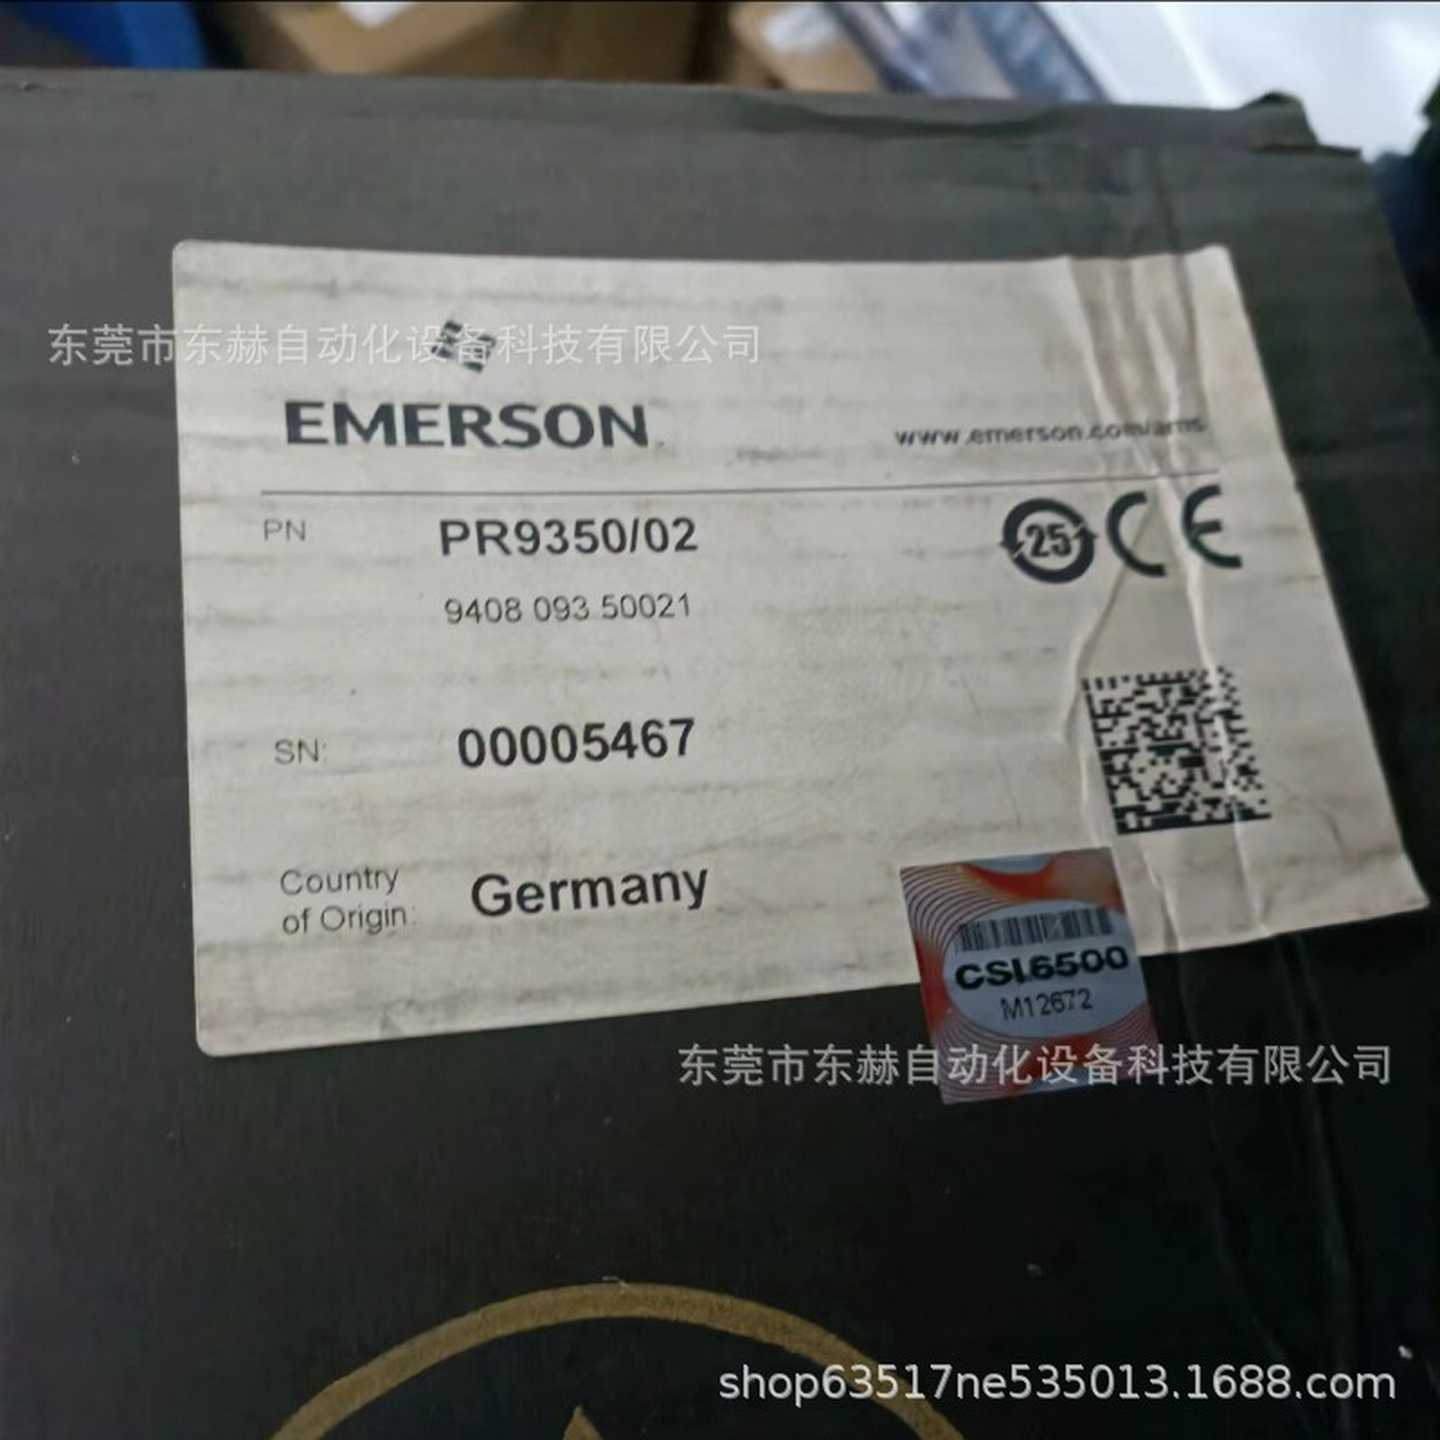 东莞市东赫自动化设备科技有限公司
EMERSON
www.emerson.com/ams
PN
PR9350/02
25
CE
9408 093 50021
SN:
00005467
Country
of Origin:
Germany
CSI.6500
M12672
东莞市东赫自动化设备科技有限公司
shop63517ne535013.1688.com